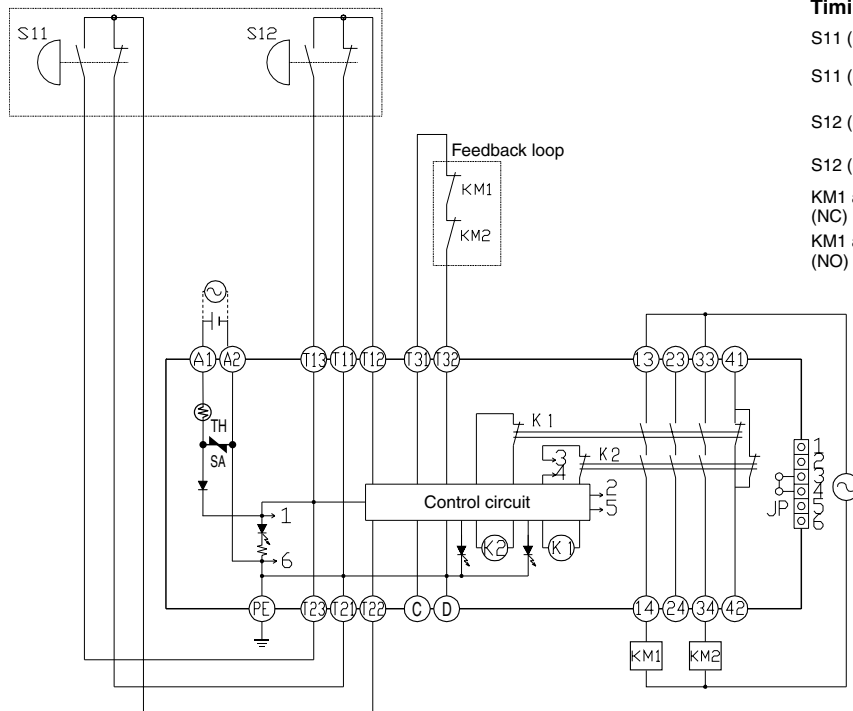 S11
S12
Timi
S11 (
S11 (
S12 (
S12 (
KM1 a
(NC)
KM1 a
(NO)
Feedback loop
KM1
KM2
A1 A2 T13 T11 T12 T31 T32 13 23 33 41
TH
SA
K1
3
4
K2
1
2
3
4
5
6
JP
Control circuit
2
5
1
6
K2
K1
PE T23 T21 T22 C D 14 24 34 42
KM1
KM2